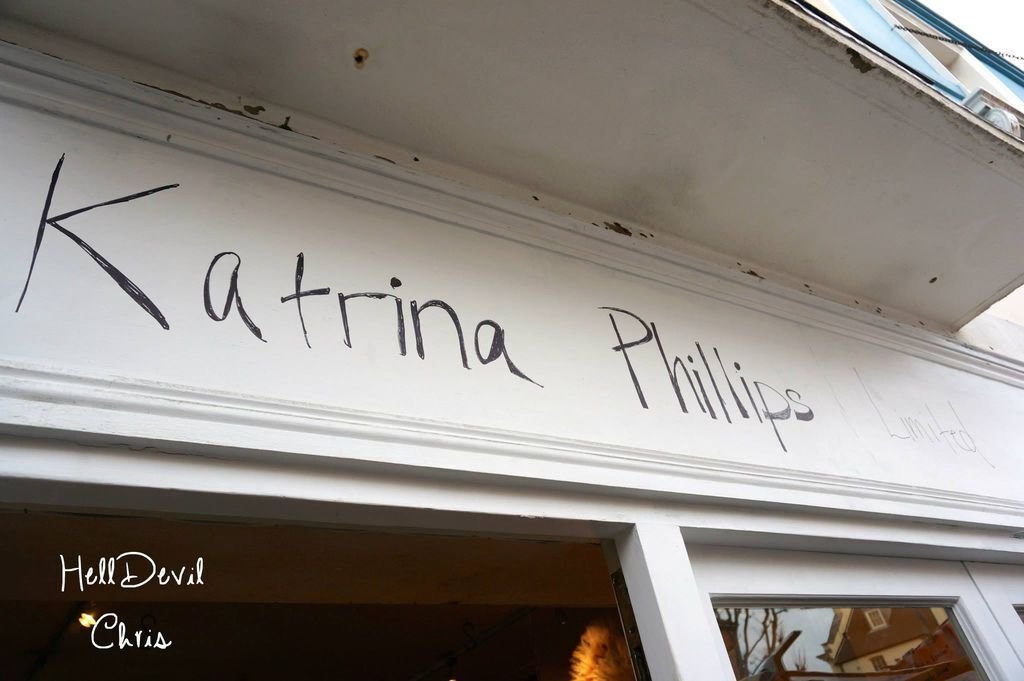 Katrina Phillips Limited
HellDevil
Chris